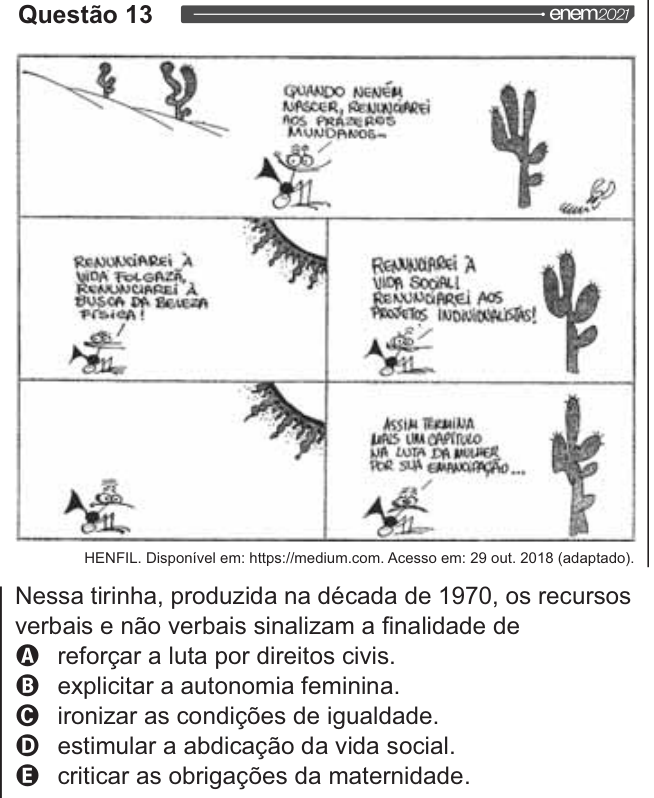 Questão 13
enem2021
QUANDO NENÉM
NASCER, RENUNCIAREI
AOS PRAZERES
MUNDANOS...
RENUNCIAREI À
VIDA FOLGAZÃ,
RENUNCIAREI À
BUSCA DA BELEZA
FÍSICA!
RENUNCIAREI À
VIDA SOCIAL!
RENUNCIAREI AOS
PROJETOS INDIVIDUALISTAS!
ASSIM TERMINA
MAIS UM CAPÍTULO
NA LUTA DA MULHER
POR SUA EMANCIPAÇÃO...
HENFIL. Disponível em: https://medium.com. Acesso em: 29 out. 2018 (adaptado).
Nessa tirinha, produzida na década de 1970, os recursos
verbais e não verbais sinalizam a finalidade de
A reforçar a luta por direitos civis.
B explicitar a autonomia feminina.
C ironizar as condições de igualdade.
D estimular a abdicação da vida social.
E criticar as obrigações da maternidade.